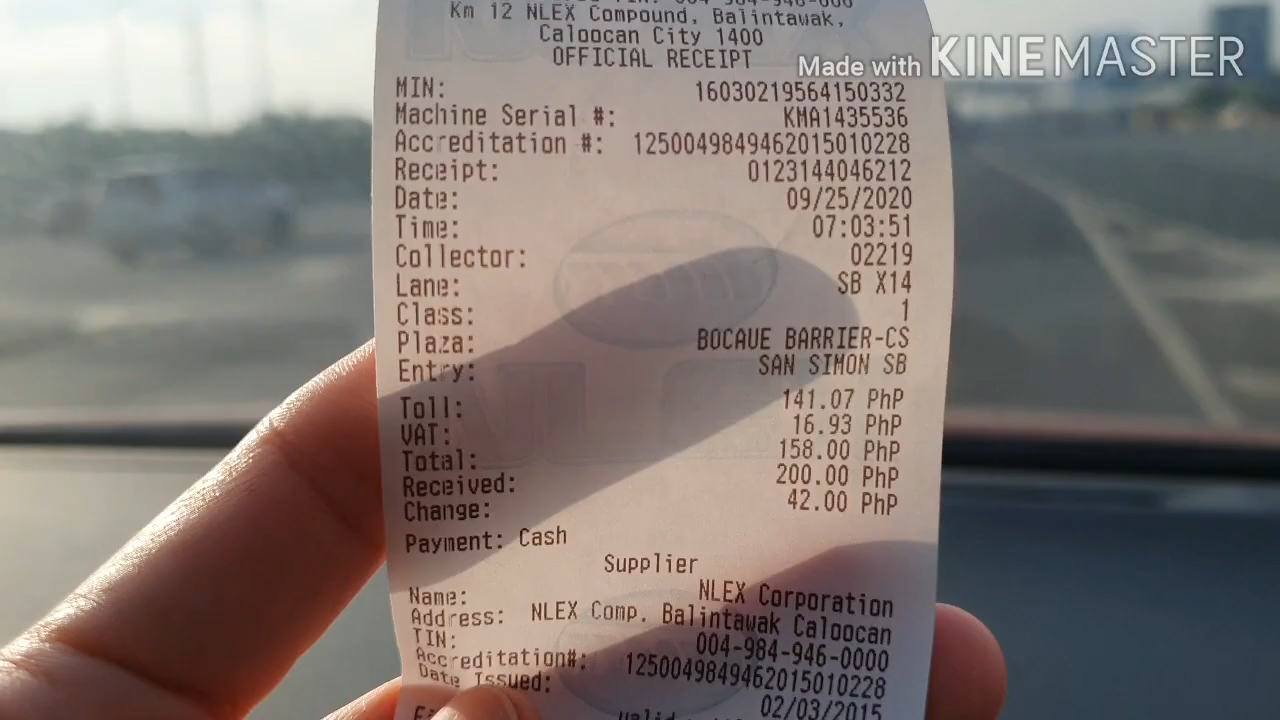 Km 12 NLEX Compound, Balintawak,
Caloocan City 1400
OFFICIAL RECEIPT
Made with KINEMASTER
MIN: 16030219564150332
Machine Serial #: KMA1435536
Accreditation #: 1250049849462015010228
Receipt: 0123144046212
Date: 09/25/2020
Time: 07:03:51
Collector: 02219
Lane: SB X14
Class: 1
Plaza: BOCAUE BARRIER-CS
Entry: SAN SIMON SB
Toll: 141.07 PhP
VAT: 16.93 PhP
Total: 158.00 PhP
Received: 200.00 PhP
Change: 42.00 PhP
Payment: Cash
Supplier
Name: NLEX Corporation
Address: NLEX Comp. Balintawak Caloocan
TIN: 004-984-946-0000
Accreditation#: 1250049849462015010228
Date Issued: 02/03/2015